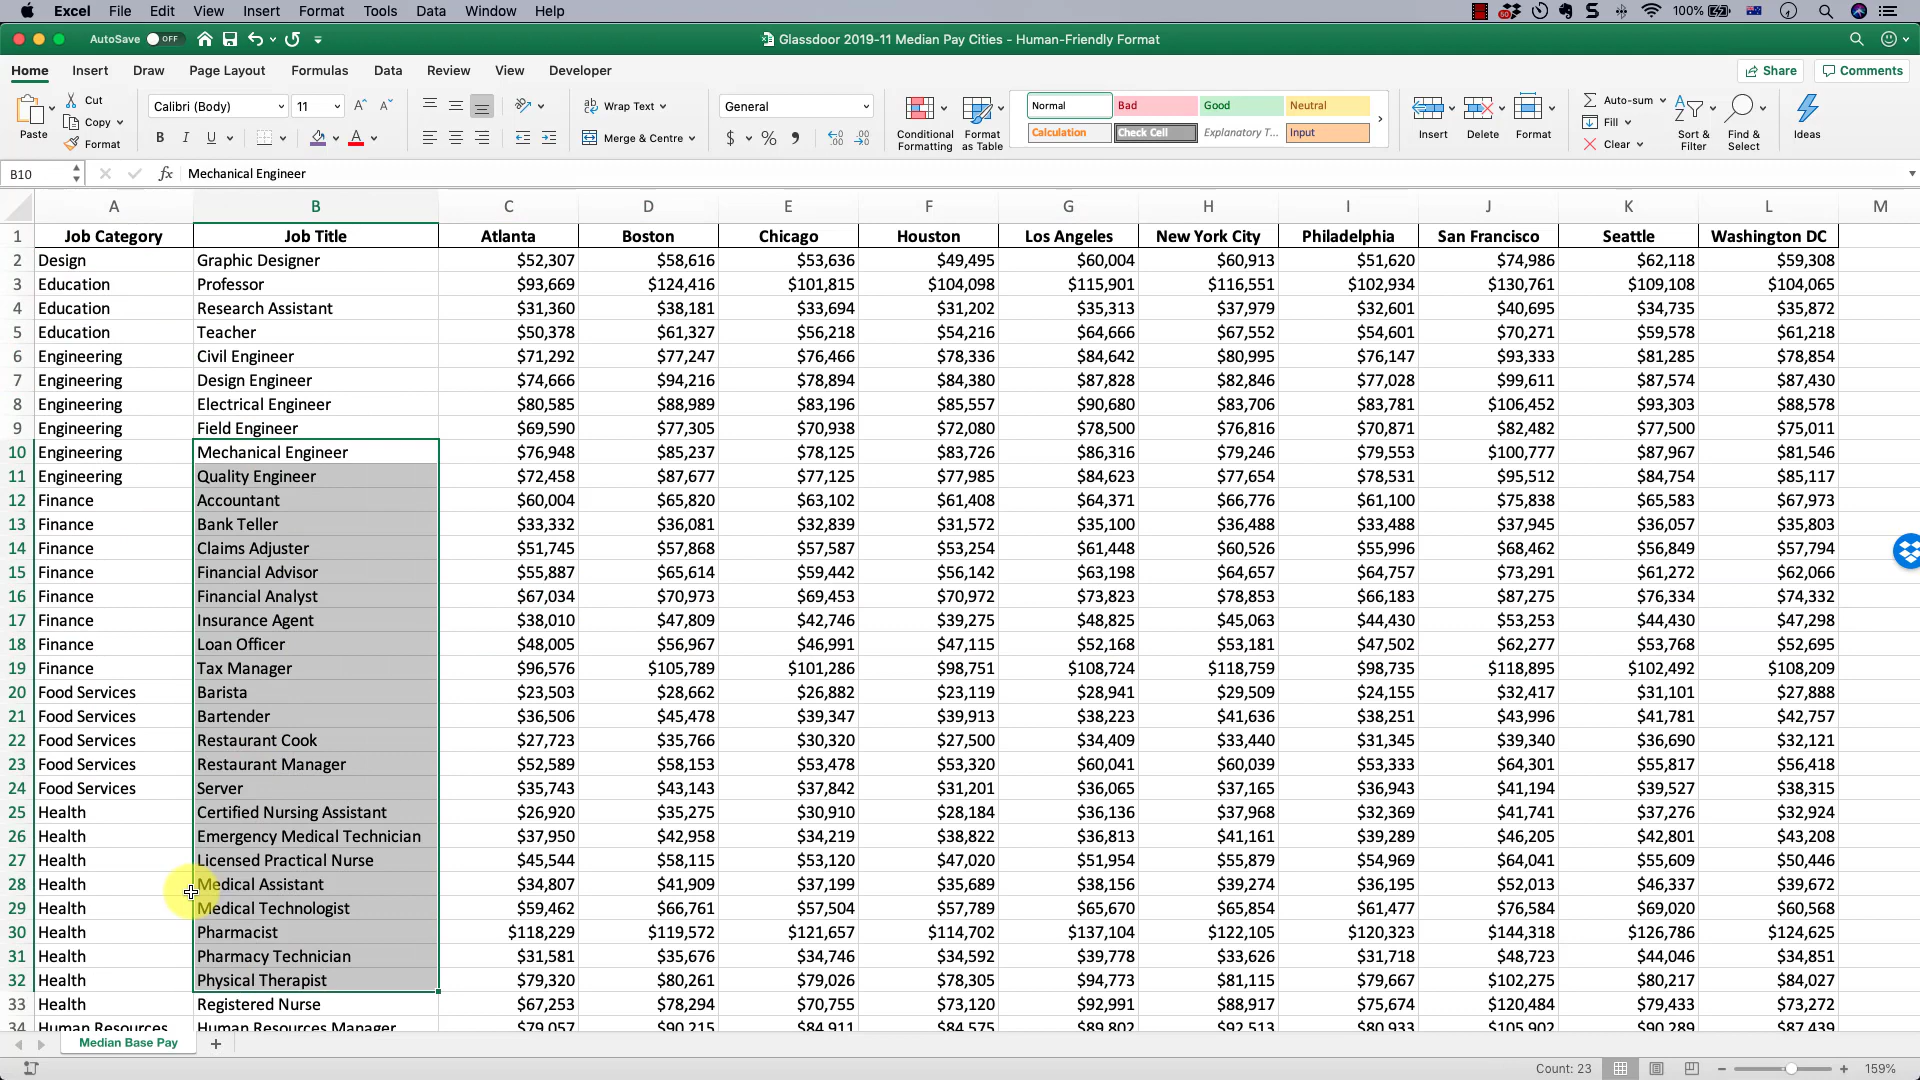 Excel File Edit View Insert Format Tools Data Window Help 50 100%
AutoSave OFF Glassdoor 2019-11 Median Pay Cities - Human-Friendly Format
Home Insert Draw Page Layout Formulas Data Review View Developer Share Comments
Paste Cut Copy Format Calibri (Body) 11 A A B I U A ab Wrap Text Merge & Centre General $ % Conditional Formatting Format as Table Normal Bad Good Neutral Calculation Check Cell Explanatory T... Input Insert Delete Format Auto-sum Fill Clear Sort & Filter Find & Select Ideas
B10 fx Mechanical Engineer
A B C D E F G H I J K L M
1 Job Category Job Title Atlanta Boston Chicago Houston Los Angeles New York City Philadelphia San Francisco Seattle Washington DC
2 Design Graphic Designer $52,307 $58,616 $53,636 $49,495 $60,004 $60,913 $51,620 $74,986 $62,118 $59,308
3 Education Professor $93,669 $124,416 $101,815 $104,098 $115,901 $116,551 $102,934 $130,761 $109,108 $104,065
4 Education Research Assistant $31,360 $38,181 $33,694 $31,202 $35,313 $37,979 $32,601 $40,695 $34,735 $35,872
5 Education Teacher $50,378 $61,327 $56,218 $54,216 $64,666 $67,552 $54,601 $70,271 $59,578 $61,218
6 Engineering Civil Engineer $71,292 $77,247 $76,466 $78,336 $84,642 $80,995 $76,147 $93,333 $81,285 $78,854
7 Engineering Design Engineer $74,666 $94,216 $78,894 $84,380 $87,828 $82,846 $77,028 $99,611 $87,574 $87,430
8 Engineering Electrical Engineer $80,585 $88,989 $83,196 $85,557 $90,680 $83,706 $83,781 $106,452 $93,303 $88,578
9 Engineering Field Engineer $69,590 $77,305 $70,938 $72,080 $78,500 $76,816 $70,871 $82,482 $77,500 $75,011
10 Engineering Mechanical Engineer $76,948 $85,237 $78,125 $83,726 $86,316 $79,246 $79,553 $100,777 $87,967 $81,546
11 Engineering Quality Engineer $72,458 $87,677 $77,125 $77,985 $84,623 $77,654 $78,531 $95,512 $84,754 $85,117
12 Finance Accountant $60,004 $65,820 $63,102 $61,408 $64,371 $66,776 $61,100 $75,838 $65,583 $67,973
13 Finance Bank Teller $33,332 $36,081 $32,839 $31,572 $35,100 $36,488 $33,488 $37,945 $36,057 $35,803
14 Finance Claims Adjuster $51,745 $57,868 $57,587 $53,254 $61,448 $60,526 $55,996 $68,462 $56,849 $57,794
15 Finance Financial Advisor $55,887 $65,614 $59,442 $56,142 $63,198 $64,657 $64,757 $73,291 $61,272 $62,066
16 Finance Financial Analyst $67,034 $70,973 $69,453 $70,972 $73,823 $78,853 $66,183 $87,275 $76,334 $74,332
17 Finance Insurance Agent $38,010 $47,809 $42,746 $39,275 $48,825 $45,063 $44,430 $53,253 $44,430 $47,298
18 Finance Loan Officer $48,005 $56,967 $46,991 $47,115 $52,168 $53,181 $47,502 $62,277 $53,768 $52,695
19 Finance Tax Manager $96,576 $105,789 $101,286 $98,751 $108,724 $118,759 $98,735 $118,895 $102,492 $108,209
20 Food Services Barista $23,503 $28,662 $26,882 $23,119 $28,941 $29,509 $24,155 $32,417 $31,101 $27,888
21 Food Services Bartender $36,506 $45,478 $39,347 $39,913 $38,223 $41,636 $38,251 $43,996 $41,781 $42,757
22 Food Services Restaurant Cook $27,723 $35,766 $30,320 $27,500 $34,409 $33,440 $31,345 $39,340 $36,690 $32,121
23 Food Services Restaurant Manager $52,589 $58,153 $53,478 $53,320 $60,041 $60,039 $53,333 $64,301 $55,817 $56,418
24 Food Services Server $35,743 $43,143 $37,842 $31,201 $36,065 $37,165 $36,943 $41,194 $39,527 $38,315
25 Health Certified Nursing Assistant $26,920 $35,275 $30,910 $28,184 $36,136 $37,968 $32,369 $41,741 $37,276 $32,924
26 Health Emergency Medical Technician $37,950 $42,958 $34,219 $38,822 $36,813 $41,161 $39,289 $46,205 $42,801 $43,208
27 Health Licensed Practical Nurse $45,544 $58,115 $53,120 $47,020 $51,954 $55,879 $54,969 $64,041 $55,609 $50,446
28 Health Medical Assistant $34,807 $41,909 $37,199 $35,689 $38,156 $39,274 $36,195 $52,013 $46,337 $39,672
29 Health Medical Technologist $59,462 $66,761 $57,504 $57,789 $65,670 $65,854 $61,477 $76,584 $69,020 $60,568
30 Health Pharmacist $118,229 $119,572 $121,657 $114,702 $137,104 $122,105 $120,323 $144,318 $126,786 $124,625
31 Health Pharmacy Technician $31,581 $35,676 $34,746 $34,592 $39,778 $33,626 $31,718 $48,723 $44,046 $34,851
32 Health Physical Therapist $79,320 $80,261 $79,026 $78,305 $94,773 $81,115 $79,667 $102,275 $80,217 $84,027
33 Health Registered Nurse $67,253 $78,294 $70,755 $73,120 $92,991 $88,917 $75,674 $120,484 $79,433 $73,272
34 Human Resources Human Resources Manager $79,057 $90,215 $84,911 $84,575 $89,802 $92,513 $80,933 $105,902 $90,289 $87,439
Median Base Pay
Count: 23 159%